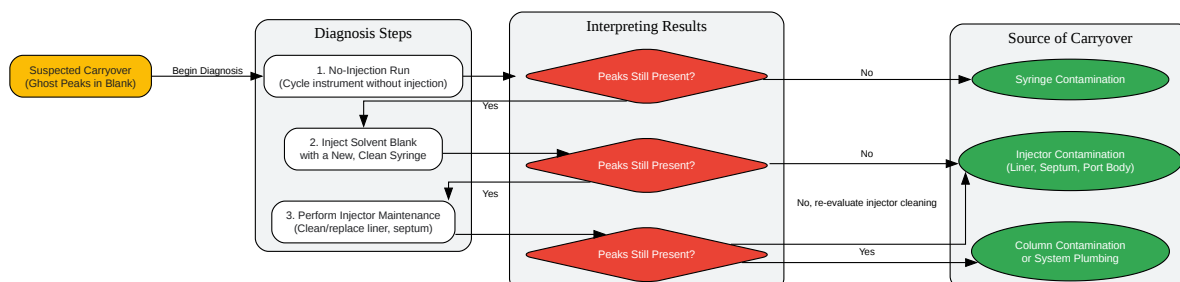 Diagnosis Steps
Interpreting Results
Source of Carryover
Suspected Carryover
(Ghost Peaks in Blank)
Begin Diagnosis
1. No-Injection Run
(Cycle instrument without injection)
Peaks Still Present?
No
Syringe Contamination
Yes
2. Inject Solvent Blank
with a New, Clean Syringe
Peaks Still Present?
No
Injector Contamination
(Liner, Septum, Port Body)
Yes
3. Perform Injector Maintenance
(Clean/replace liner, septum)
No, re-evaluate injector cleaning
Peaks Still Present?
Yes
Column Contamination
or System Plumbing